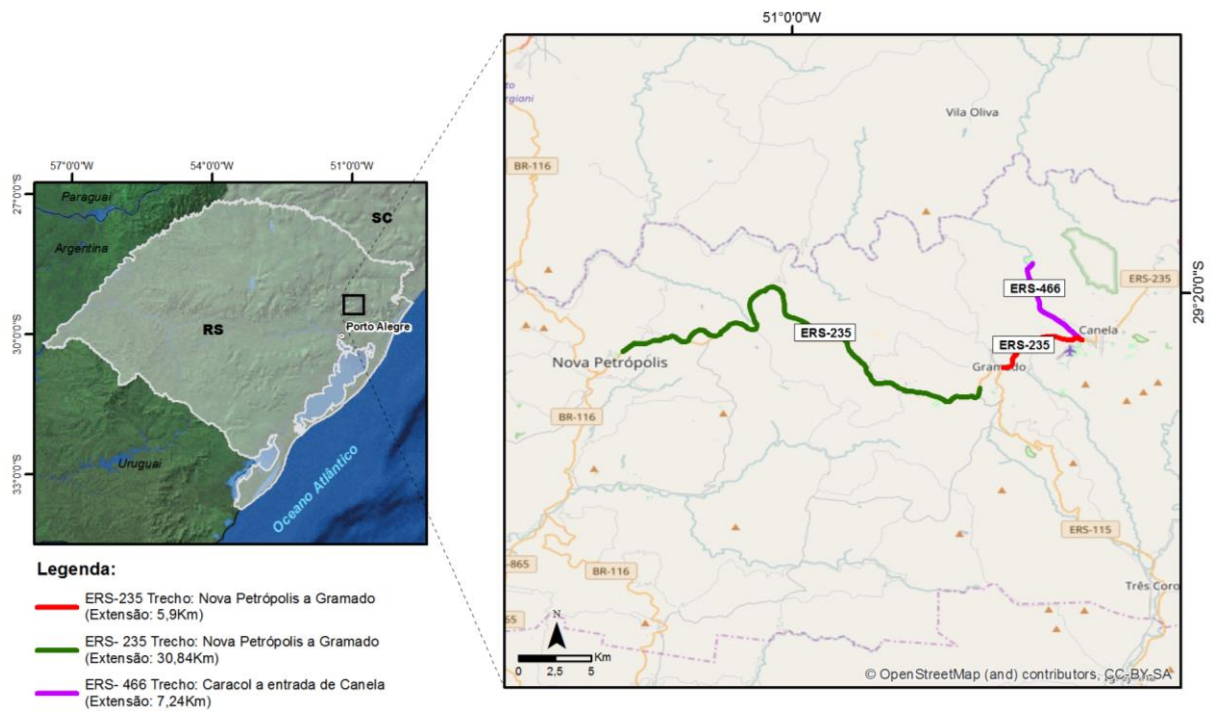 57°0'0"W
54°0'0"W
51°0'0"W
27°0'0"S
30°0'0"S
33°0'0"S
Paraguai
Argentina
SC
RS
Porto Alegre
Uruguai
Oceano Atlântico
Legenda:
ERS-235 Trecho: Nova Petrópolis a Gramado
(Extensão: 5,9Km)
ERS- 235 Trecho: Nova Petrópolis a Gramado
(Extensão: 30,84Km)
ERS- 466 Trecho: Caracol a entrada de Canela
(Extensão: 7,24Km)
51°0'0"W
29°20'0"S
Vila Oliva
BR-116
ERS-235
ERS-466
ERS-235
Canela
ERS-235
Gramado
Nova Petrópolis
BR-116
ERS-115
-865
BR-116
Três Coro
N
Km
0 2,5 5
© OpenStreetMap (and) contributors, CC-BY-SA